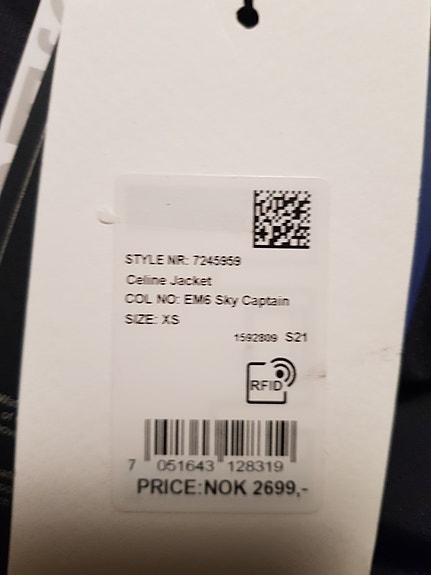 STYLE NR: 7245959
Celine Jacket
COL NO: EM6 Sky Captain
SIZE: XS
1592809 S21
RFID
7 051643 128319
PRICE:NOK 2699,-